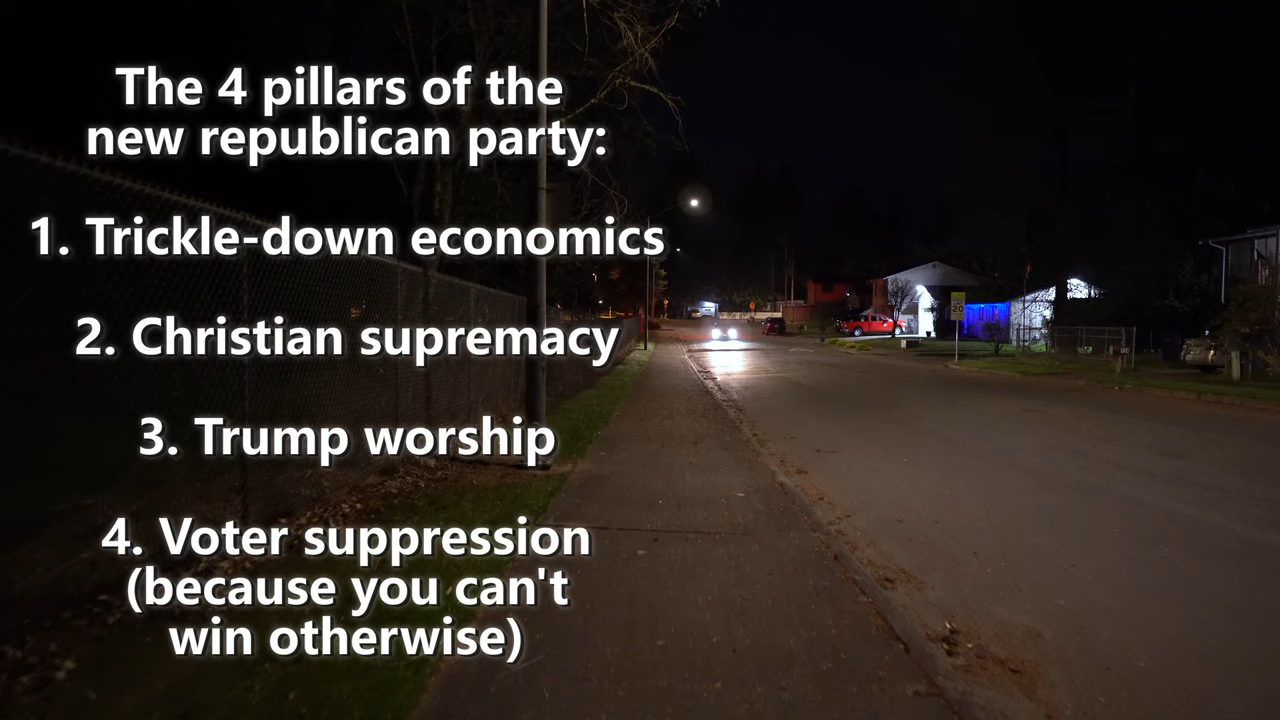 The 4 pillars of the
new republican party:
1. Trickle-down economics
2. Christian supremacy
3. Trump worship
4. Voter suppression
(because you can't
win otherwise)
20